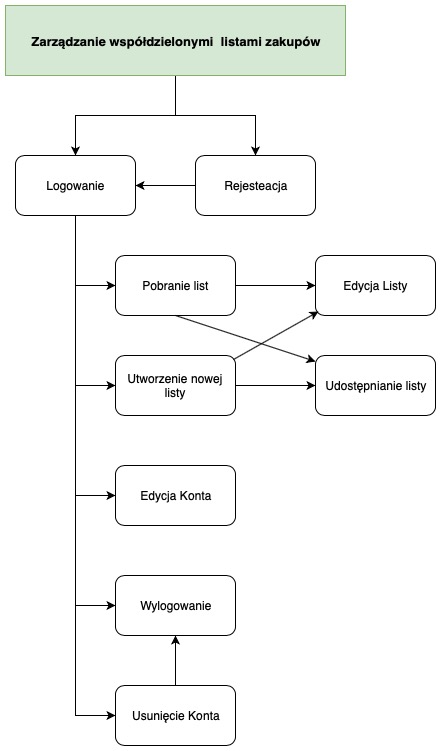 Zarządzanie współdzielonymi listami zakupów
Logowanie
Rejesteacja
Pobranie list
Edycja Listy
Utworzenie nowej
listy
Udostępnianie listy
Edycja Konta
Wylogowanie
Usunięcie Konta